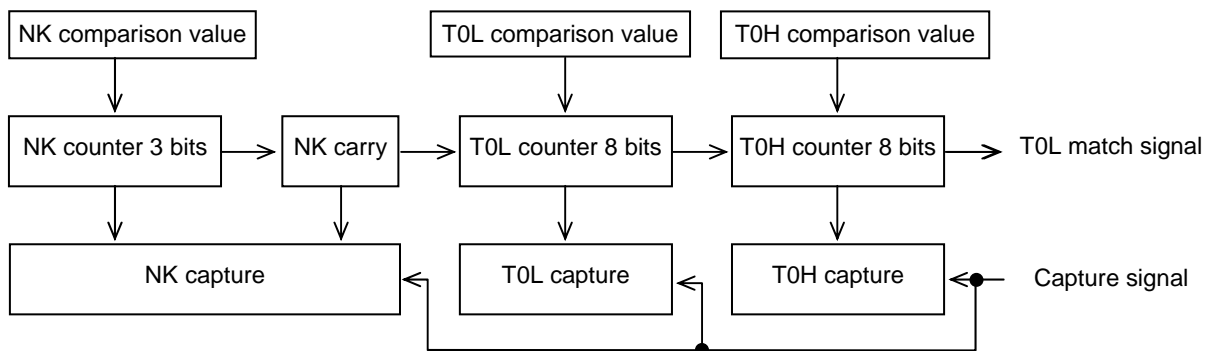 NK comparison value
T0L comparison value
T0H comparison value
NK counter 3 bits
NK carry
T0L counter 8 bits
T0H counter 8 bits
T0L match signal
NK capture
T0L capture
T0H capture
Capture signal